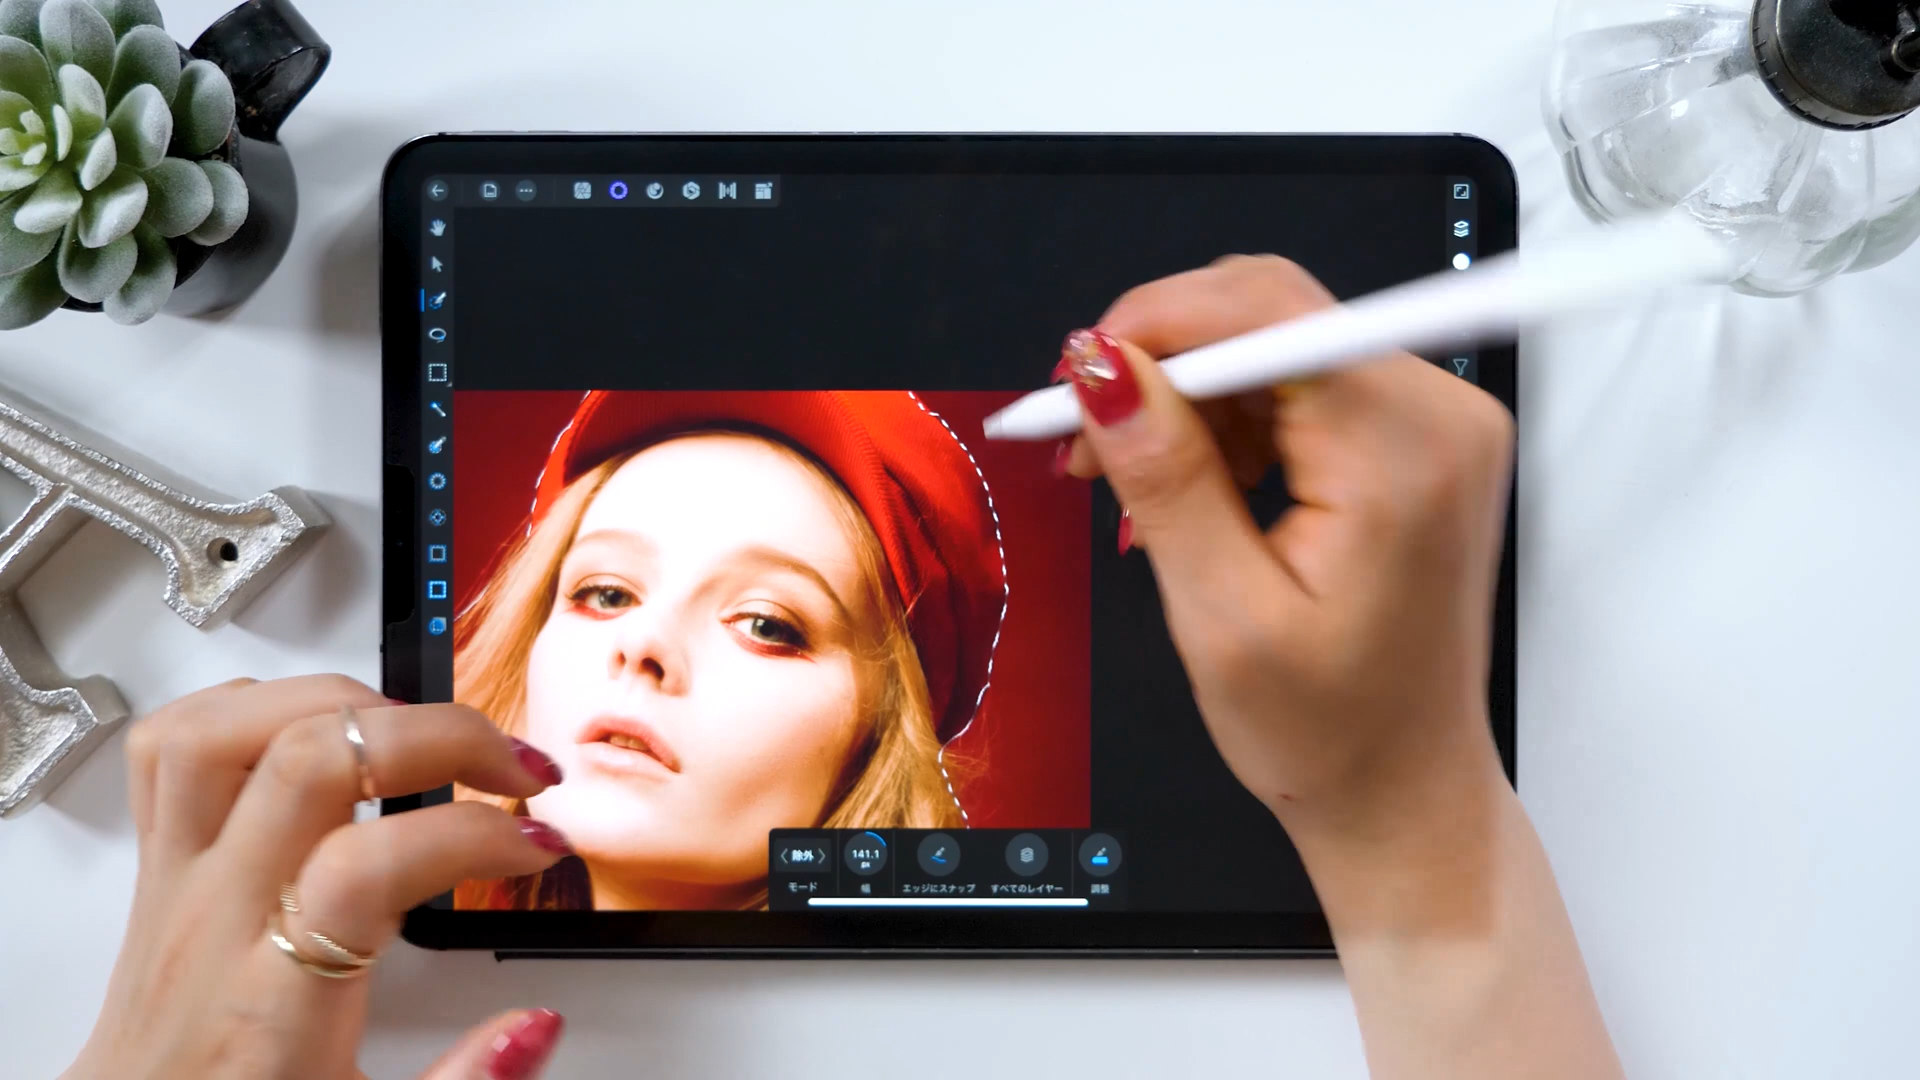 除外
141.1
px
モード
幅
エッジにスナップ
すべてのレイヤー
調整